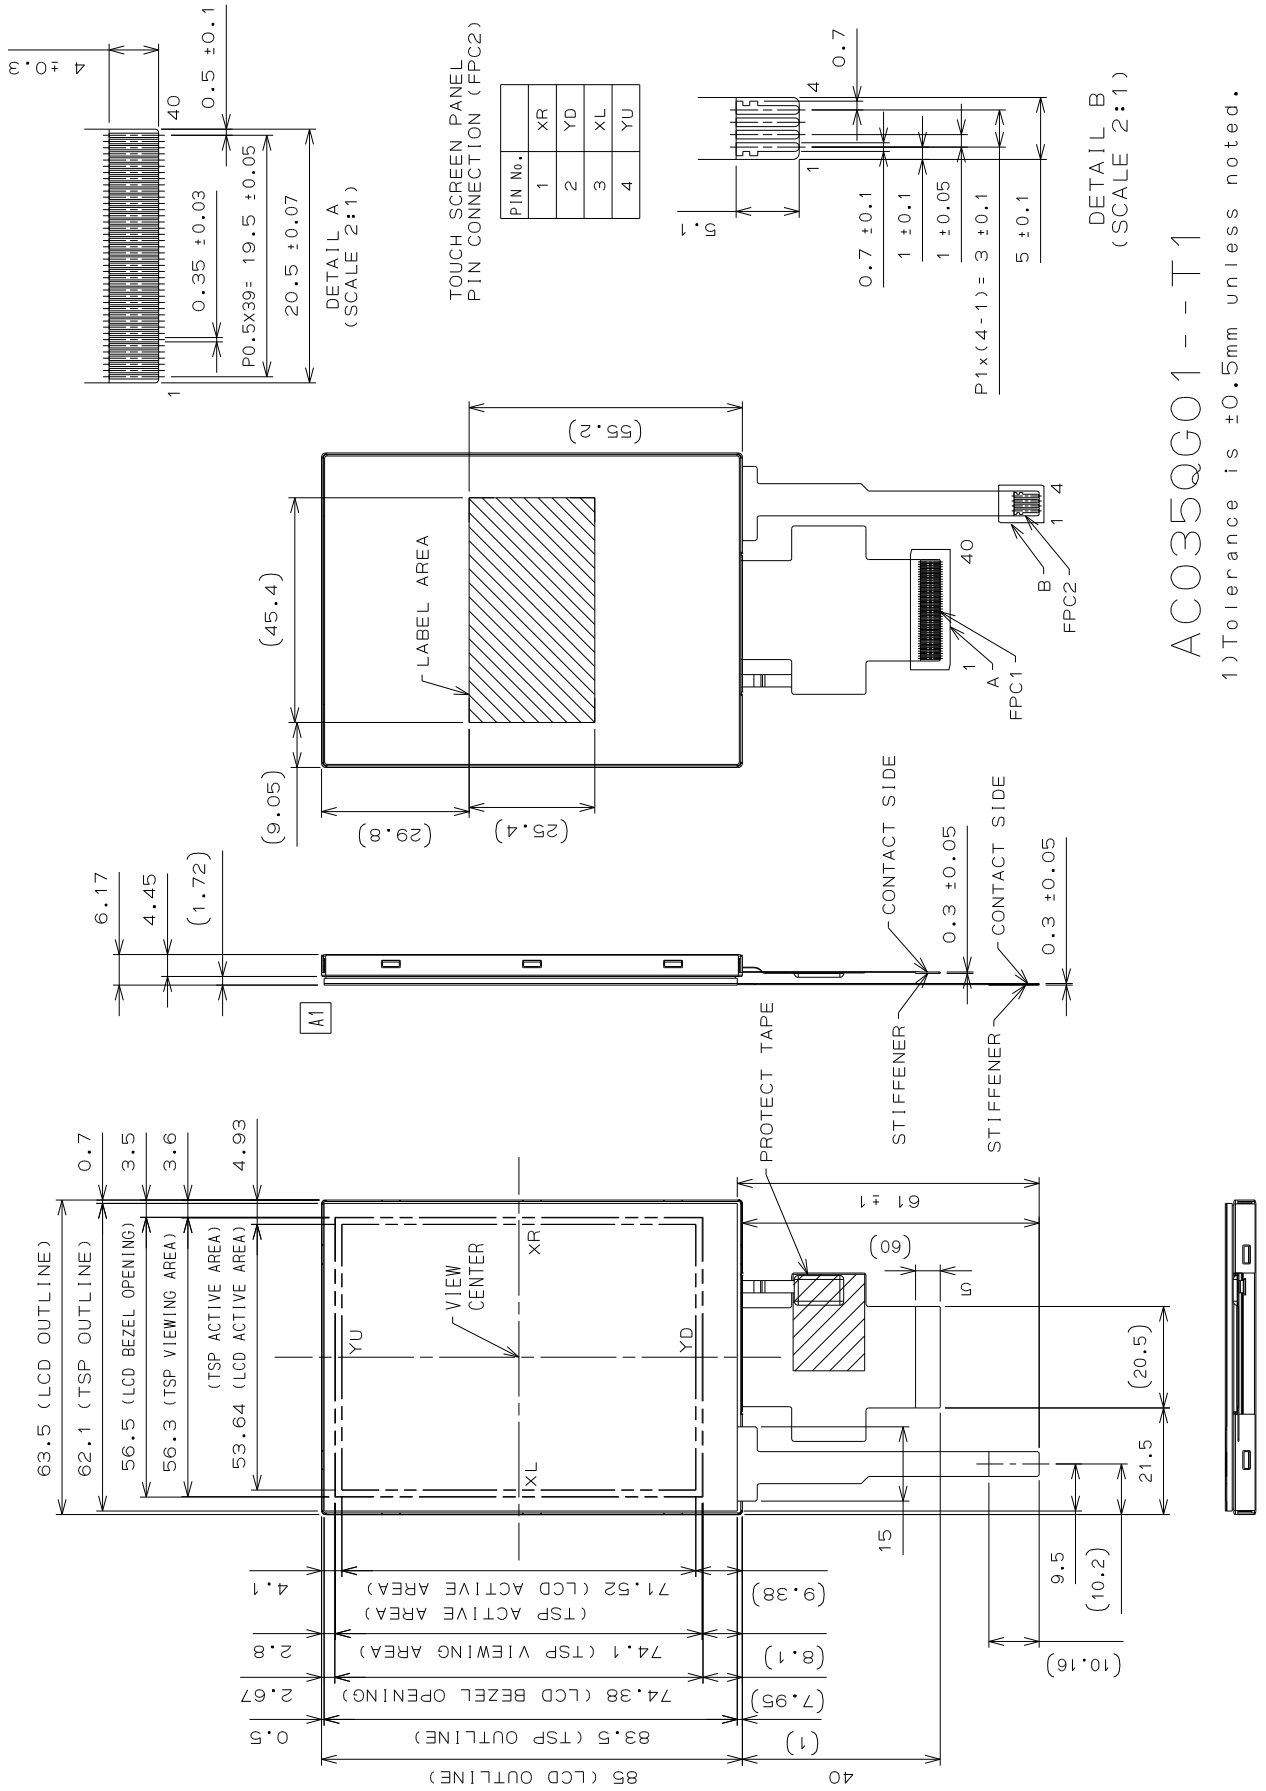 4
±0.3
40
0.5 ±0.1
0.35 ±0.03
P0.5X39= 19.5 ±0.05
20.5 ±0.07
1
DETAIL A
(SCALE 2:1)
TOUCH SCREEN PANEL
PIN CONNECTION (FPC2)
PIN No.
1 XR
2 YD
3 XL
4 YU
5.1
4
0.7
1
0.7 ±0.1
1 ±0.1
1 ±0.05
P1x(4-1)= 3 ±0.1
5 ±0.1
DETAIL B
(SCALE 2:1)
(55.2)
(45.4)
(9.05)
(29.8)
(25.4)
LABEL AREA
1
40
A
FPC1
1
4
B
FPC2
6.17
4.45
(1.72)
A1
CONTACT SIDE
0.3 ±0.05
STIFFENER
CONTACT SIDE
0.3 ±0.05
STIFFENER
63.5 (LCD OUTLINE)
62.1 (TSP OUTLINE)
0.7
56.5 (LCD BEZEL OPENING)
3.5
56.3 (TSP VIEWING AREA)
3.6
(TSP ACTIVE AREA)
53.64 (LCD ACTIVE AREA)
4.93
YU
XR
VIEW
CENTER
XL
YD
PROTECT TAPE
61 ±1
(60)
5
(20.5)
21.5
15
9.5
(10.2)
(10.16)
4.1
71.52 (LCD ACTIVE AREA)
(TSP ACTIVE AREA)
(9.38)
2.8
74.1 (TSP VIEWING AREA)
(8.1)
2.67
74.38 (LCD BEZEL OPENING)
(7.95)
0.5
83.5 (TSP OUTLINE)
(1)
85 (LCD OUTLINE)
40
AC035QG01--T1
1)Tolerance is ±0.5mm unless noted.